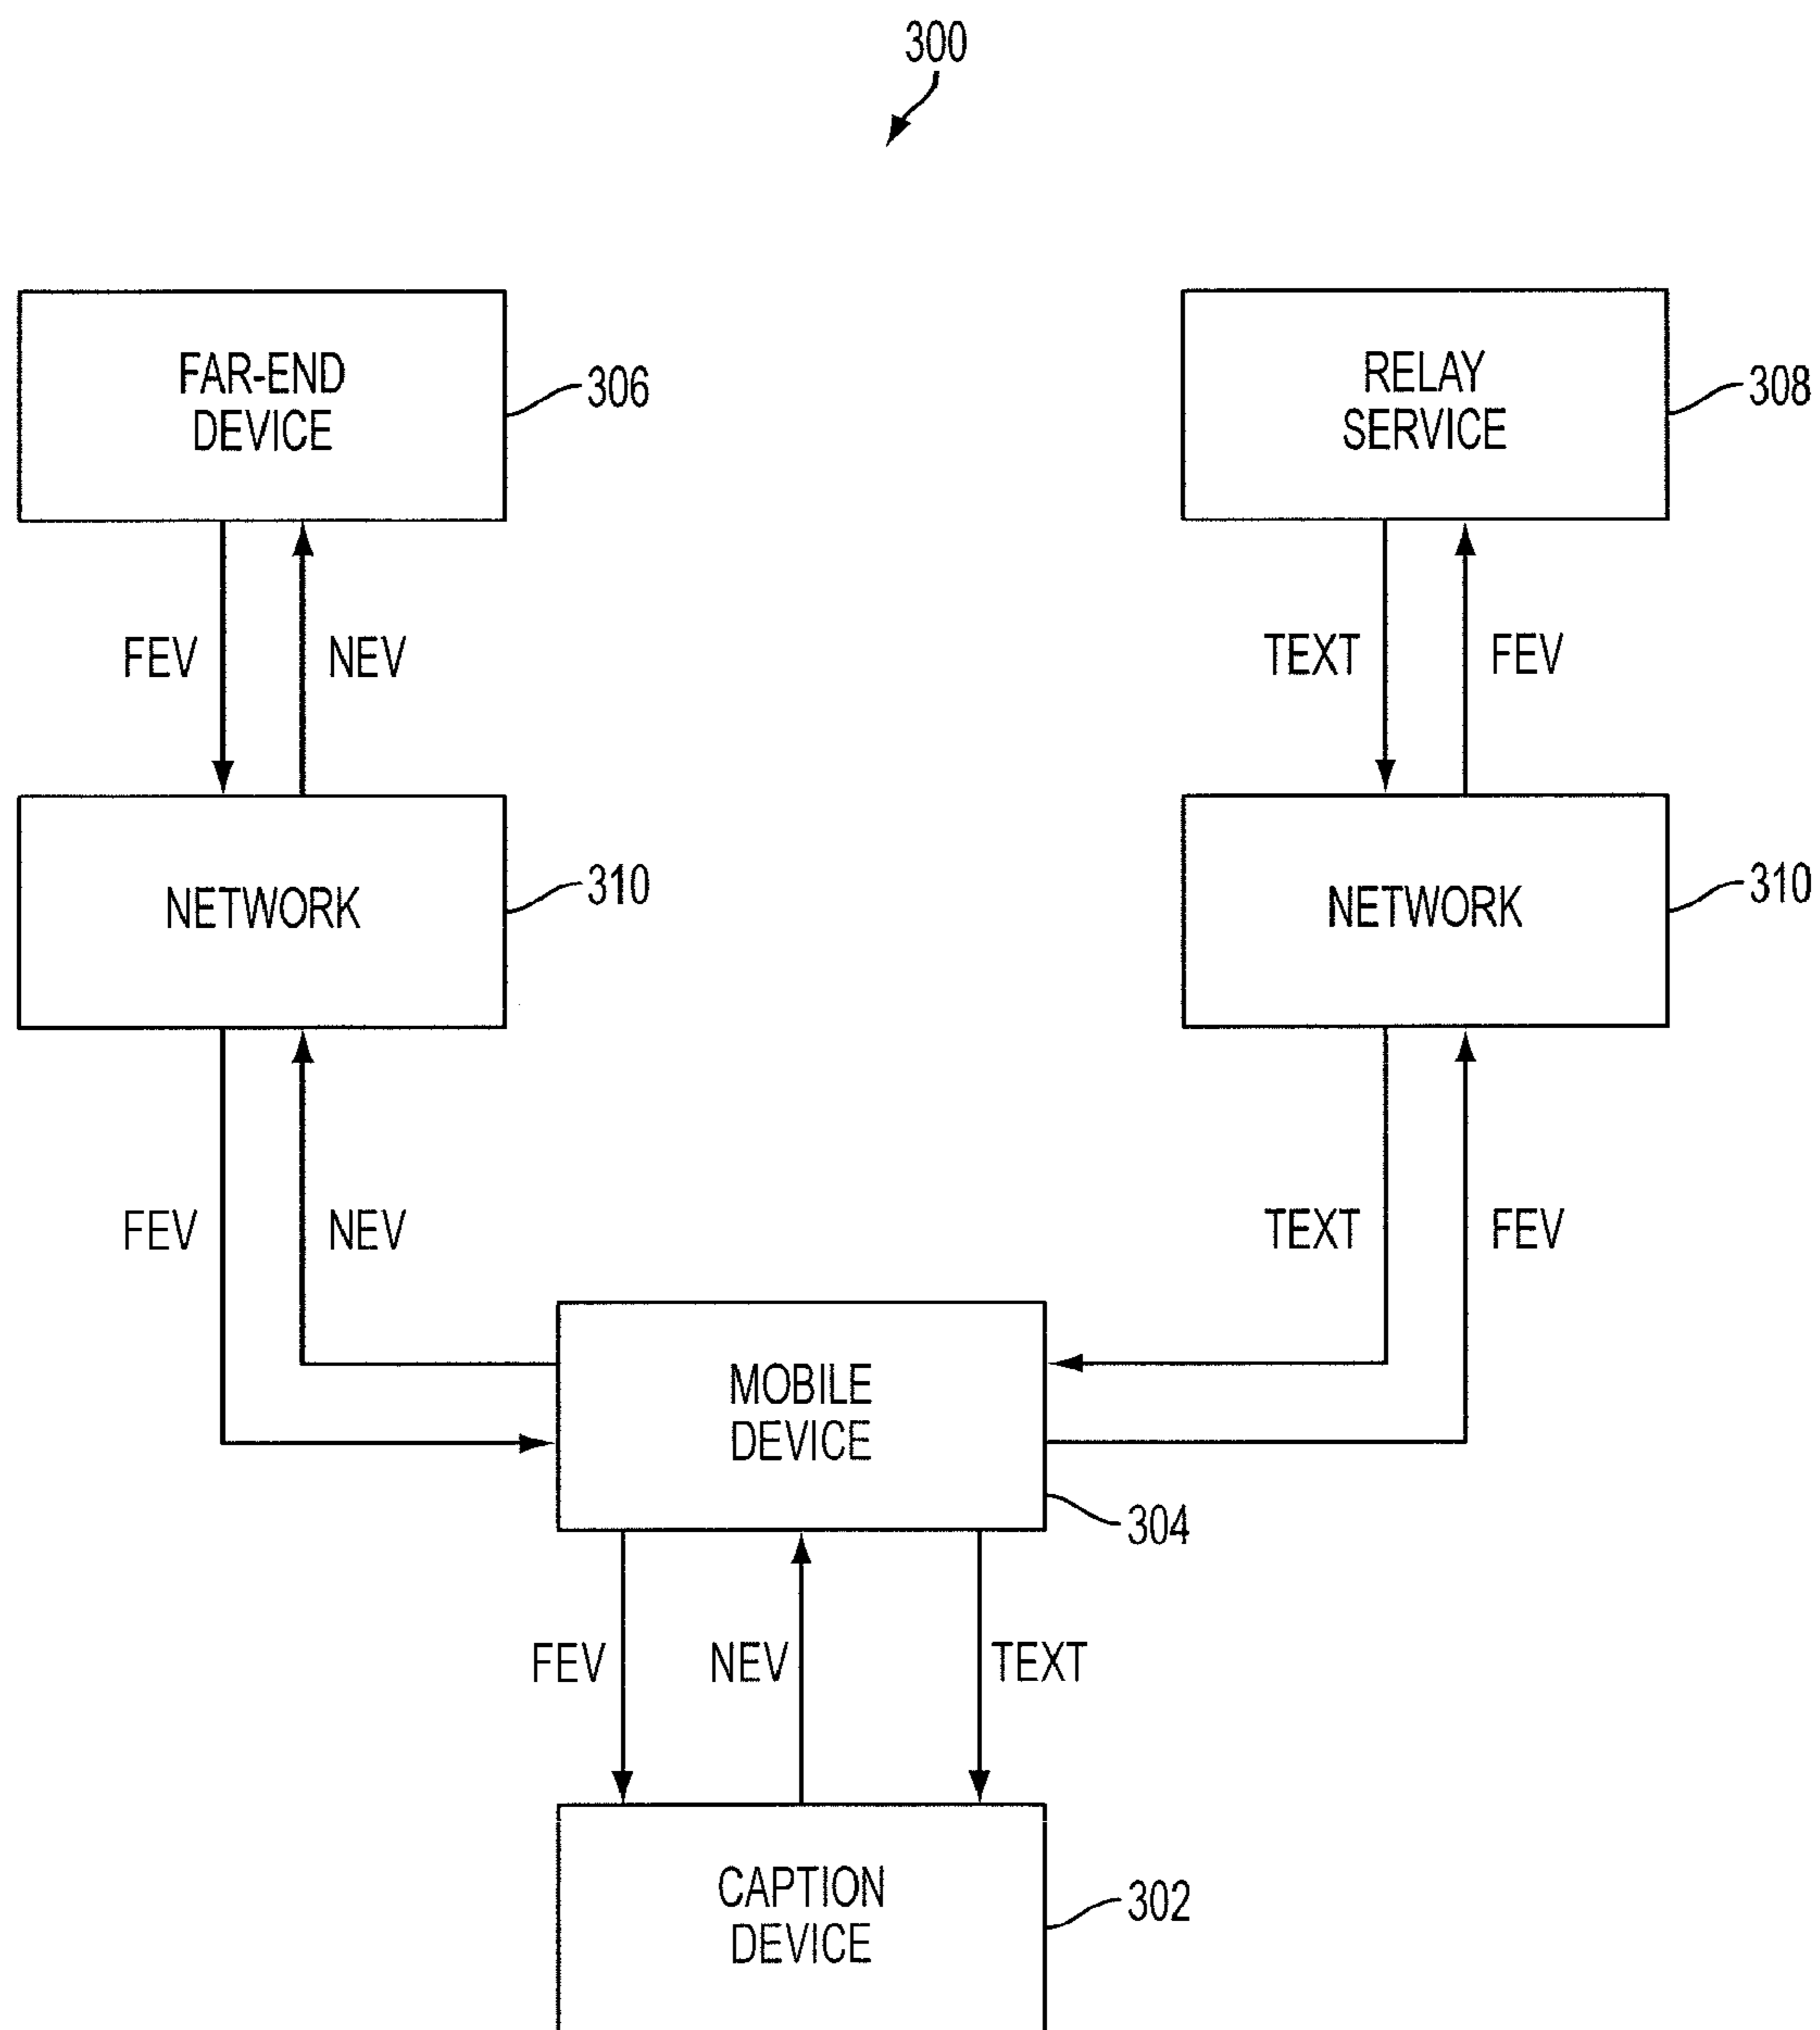 300
FAR-END
DEVICE
306
RELAY
SERVICE
308
FEV
NEV
TEXT
FEV
NETWORK
310
NETWORK
310
FEV
NEV
TEXT
FEV
MOBILE
DEVICE
304
FEV
NEV
TEXT
CAPTION
DEVICE
302